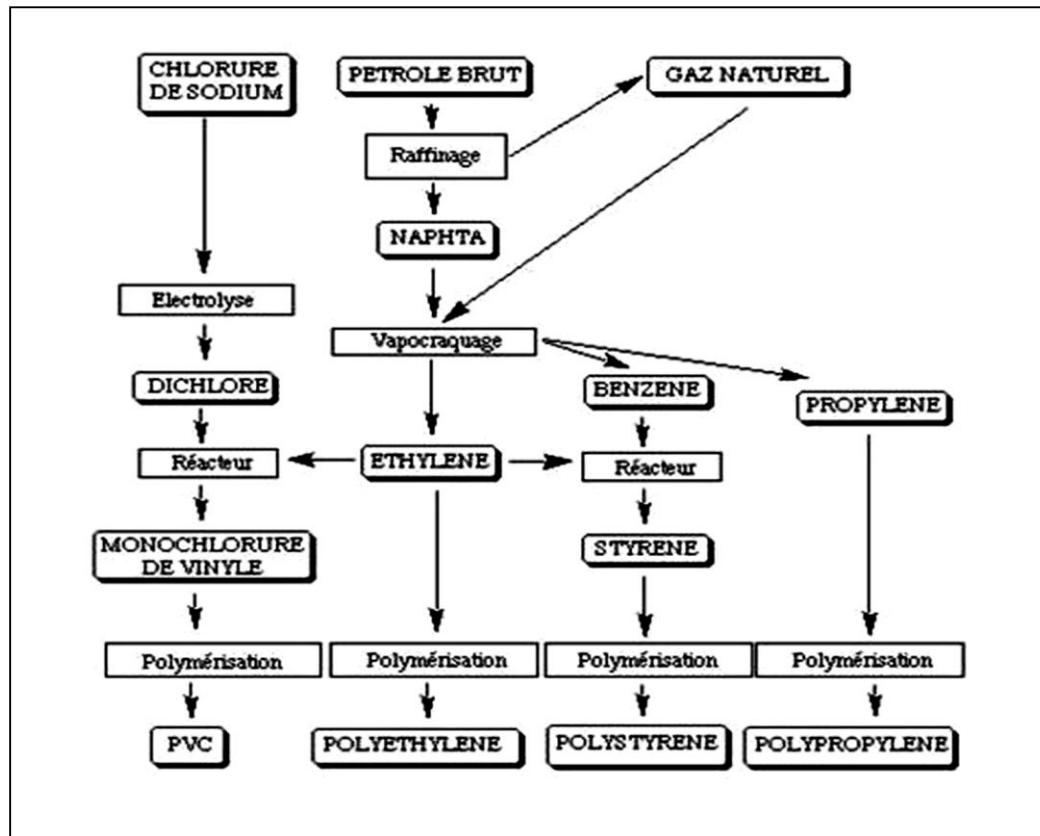 CHLORURE
DE SODIUM
PETROLE BRUT
GAZ NATUREL
Raffinage
NAPHTA
Electrolyse
Vapocraquage
DICHLORE
BENZENE
PROPYLENE
Réacteur
ETHYLENE
Réacteur
MONOCHLORURE
DE VINYLE
STYRENE
Polymérisation
Polymérisation
Polymérisation
Polymérisation
PVC
POLYETHYLENE
POLYSTYRENE
POLYPROPYLENE